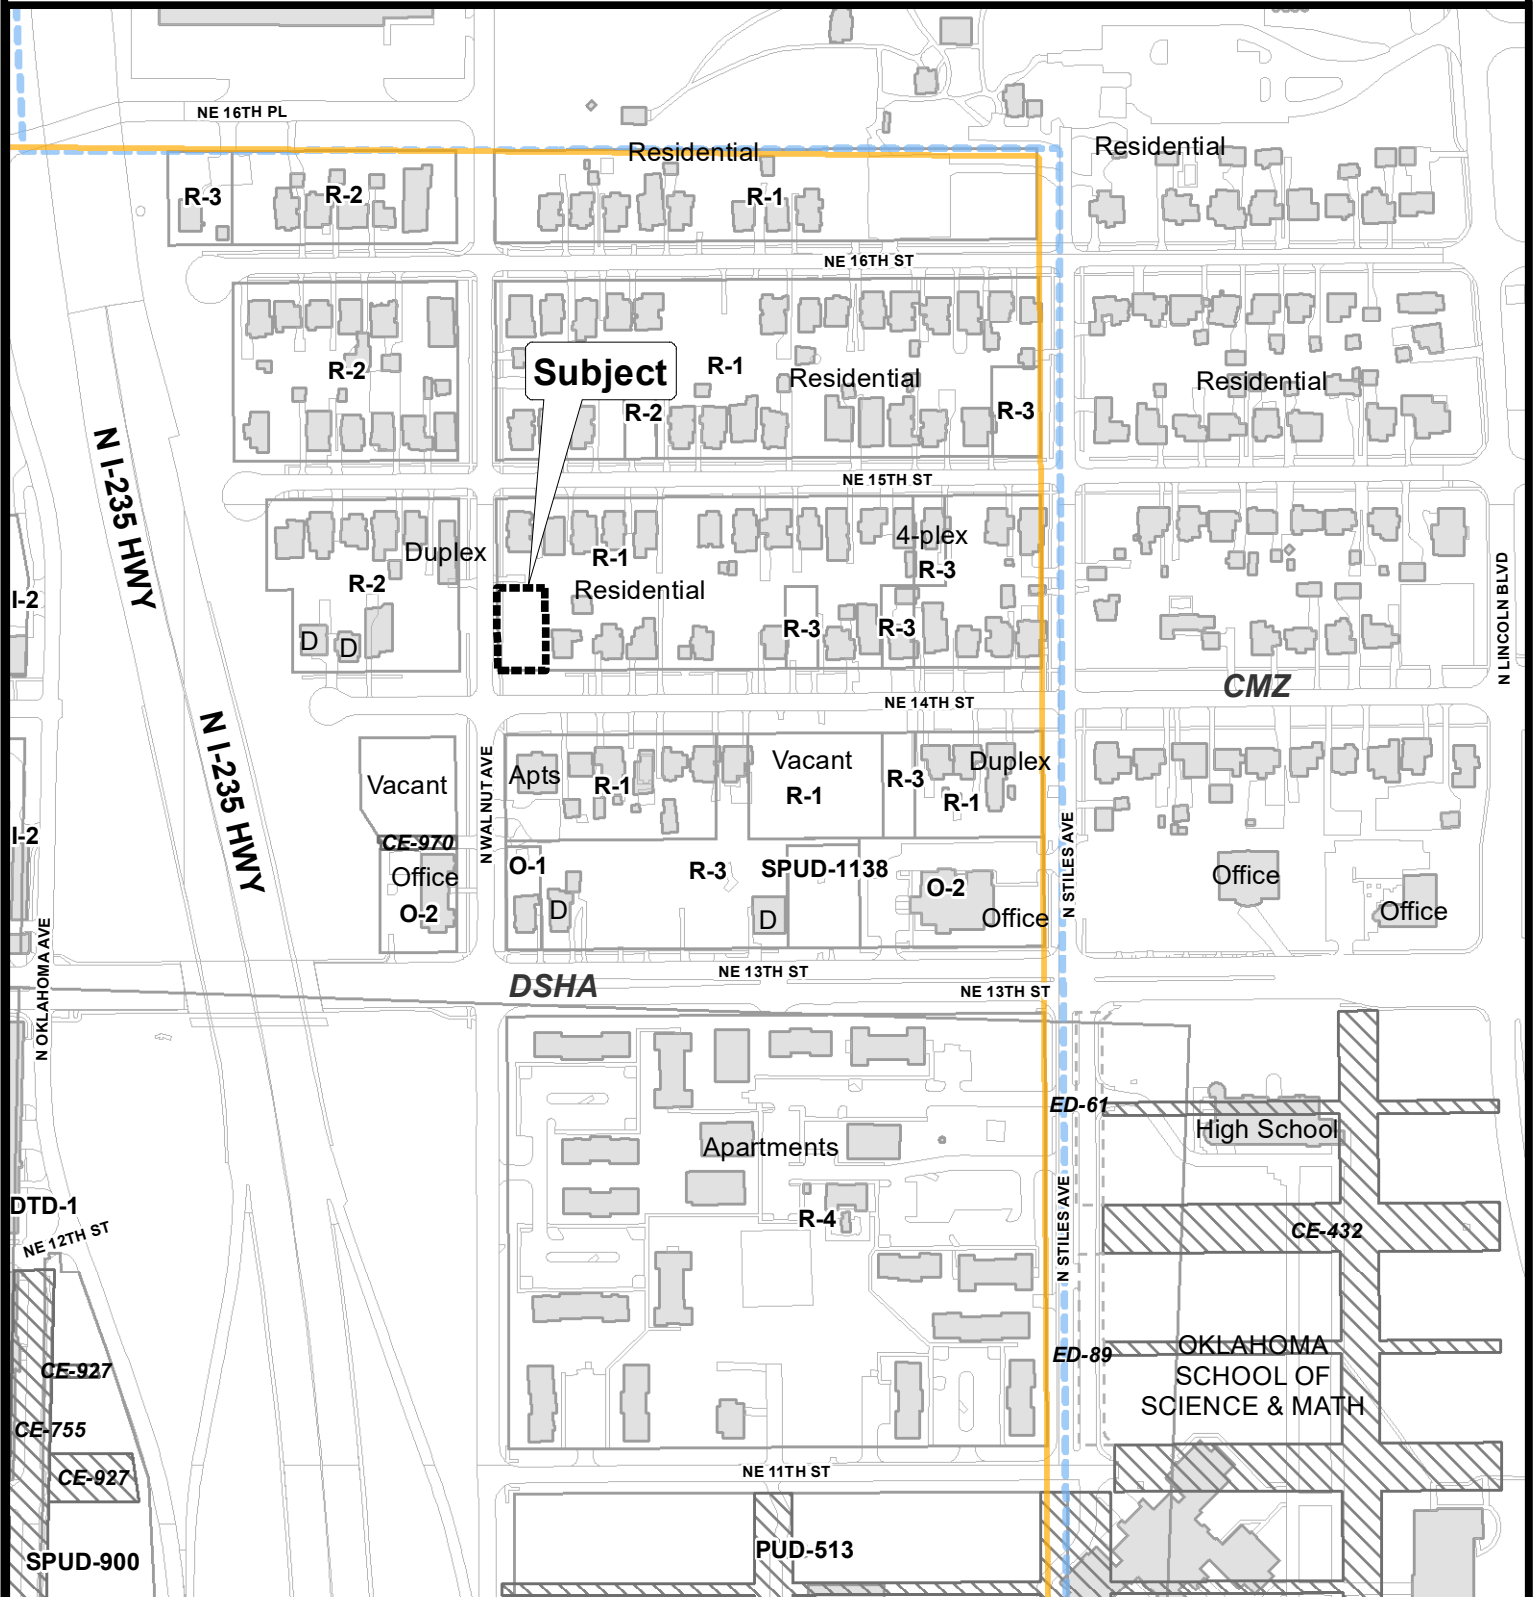 NE 16TH PL
Residential
Residential
R-3
R-2
R-1
NE 16TH ST
R-2
Subject
R-1
Residential
Residential
R-2
R-3
N I-235 HWY
NE 15TH ST
Duplex
R-2
R-1
4-plex
R-3
Residential
I-2
D
D
R-3
R-3
N LINCOLN BLVD
CMZ
NE 14TH ST
N I-235 HWY
N WALNUT AVE
Vacant
Apts
R-1
Vacant
R-1
R-3
Duplex
R-1
I-2
CE-970
Office
O-2
O-1
D
R-3
SPUD-1138
D
O-2
Office
N STILES AVE
Office
Office
N OKLAHOMA AVE
NE 13TH ST
DSHA
NE 13TH ST
ED-61
High School
Apartments
R-4
N STILES AVE
CE-432
DTD-1
NE 12TH ST
ED-89
OKLAHOMA
SCHOOL OF
SCIENCE & MATH
CE-927
CE-755
CE-927
NE 11TH ST
PUD-513
SPUD-900